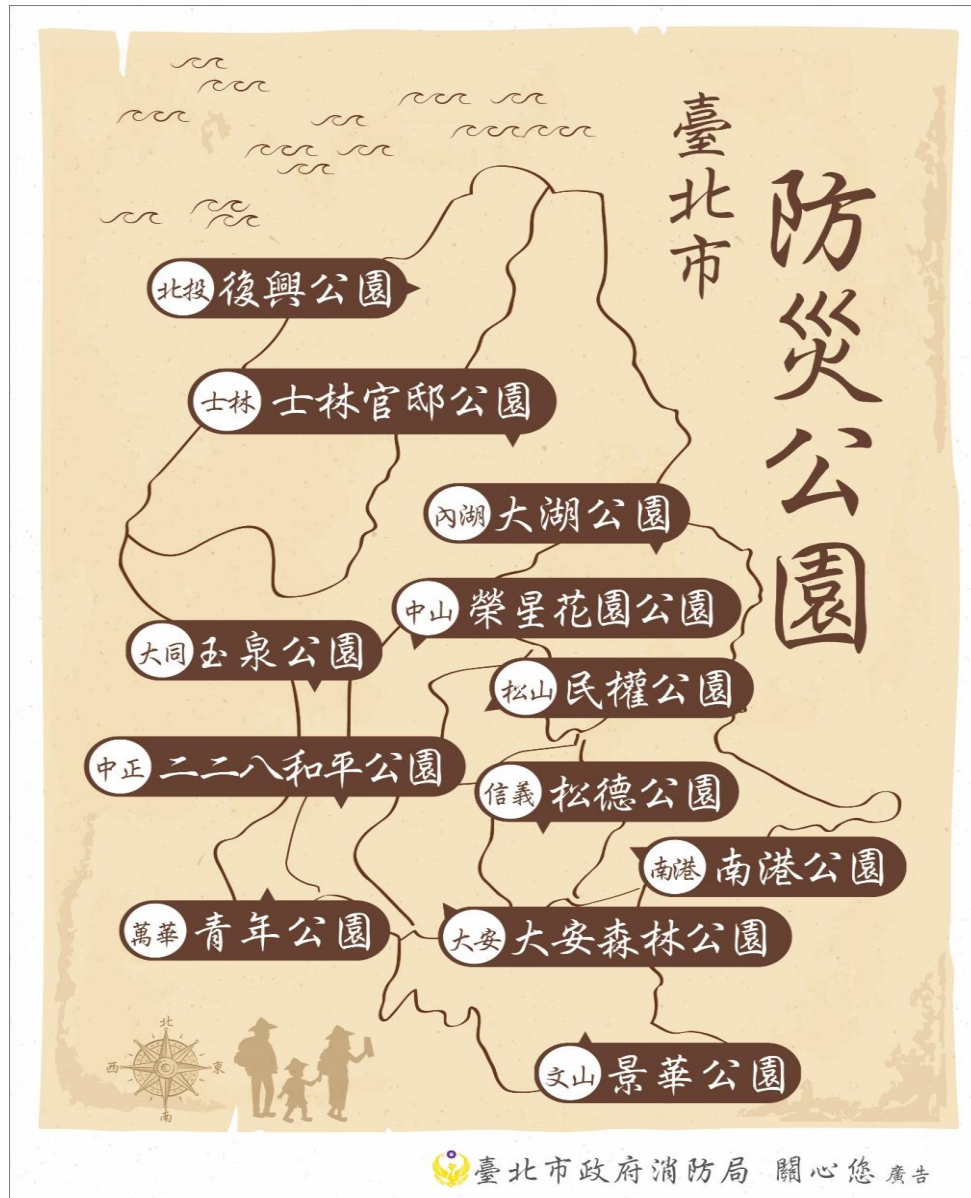 臺北市
防災公園
北投 復興公園
士林 士林官邸公園
內湖 大湖公園
中山 榮星花園公園
大同 玉泉公園
松山 民權公園
中正 二二八和平公園
信義 松德公園
南港 南港公園
萬華 青年公園
大安 大安森林公園
文山 景華公園
北
西 東
南
臺北市政府消防局 關心您 廣告